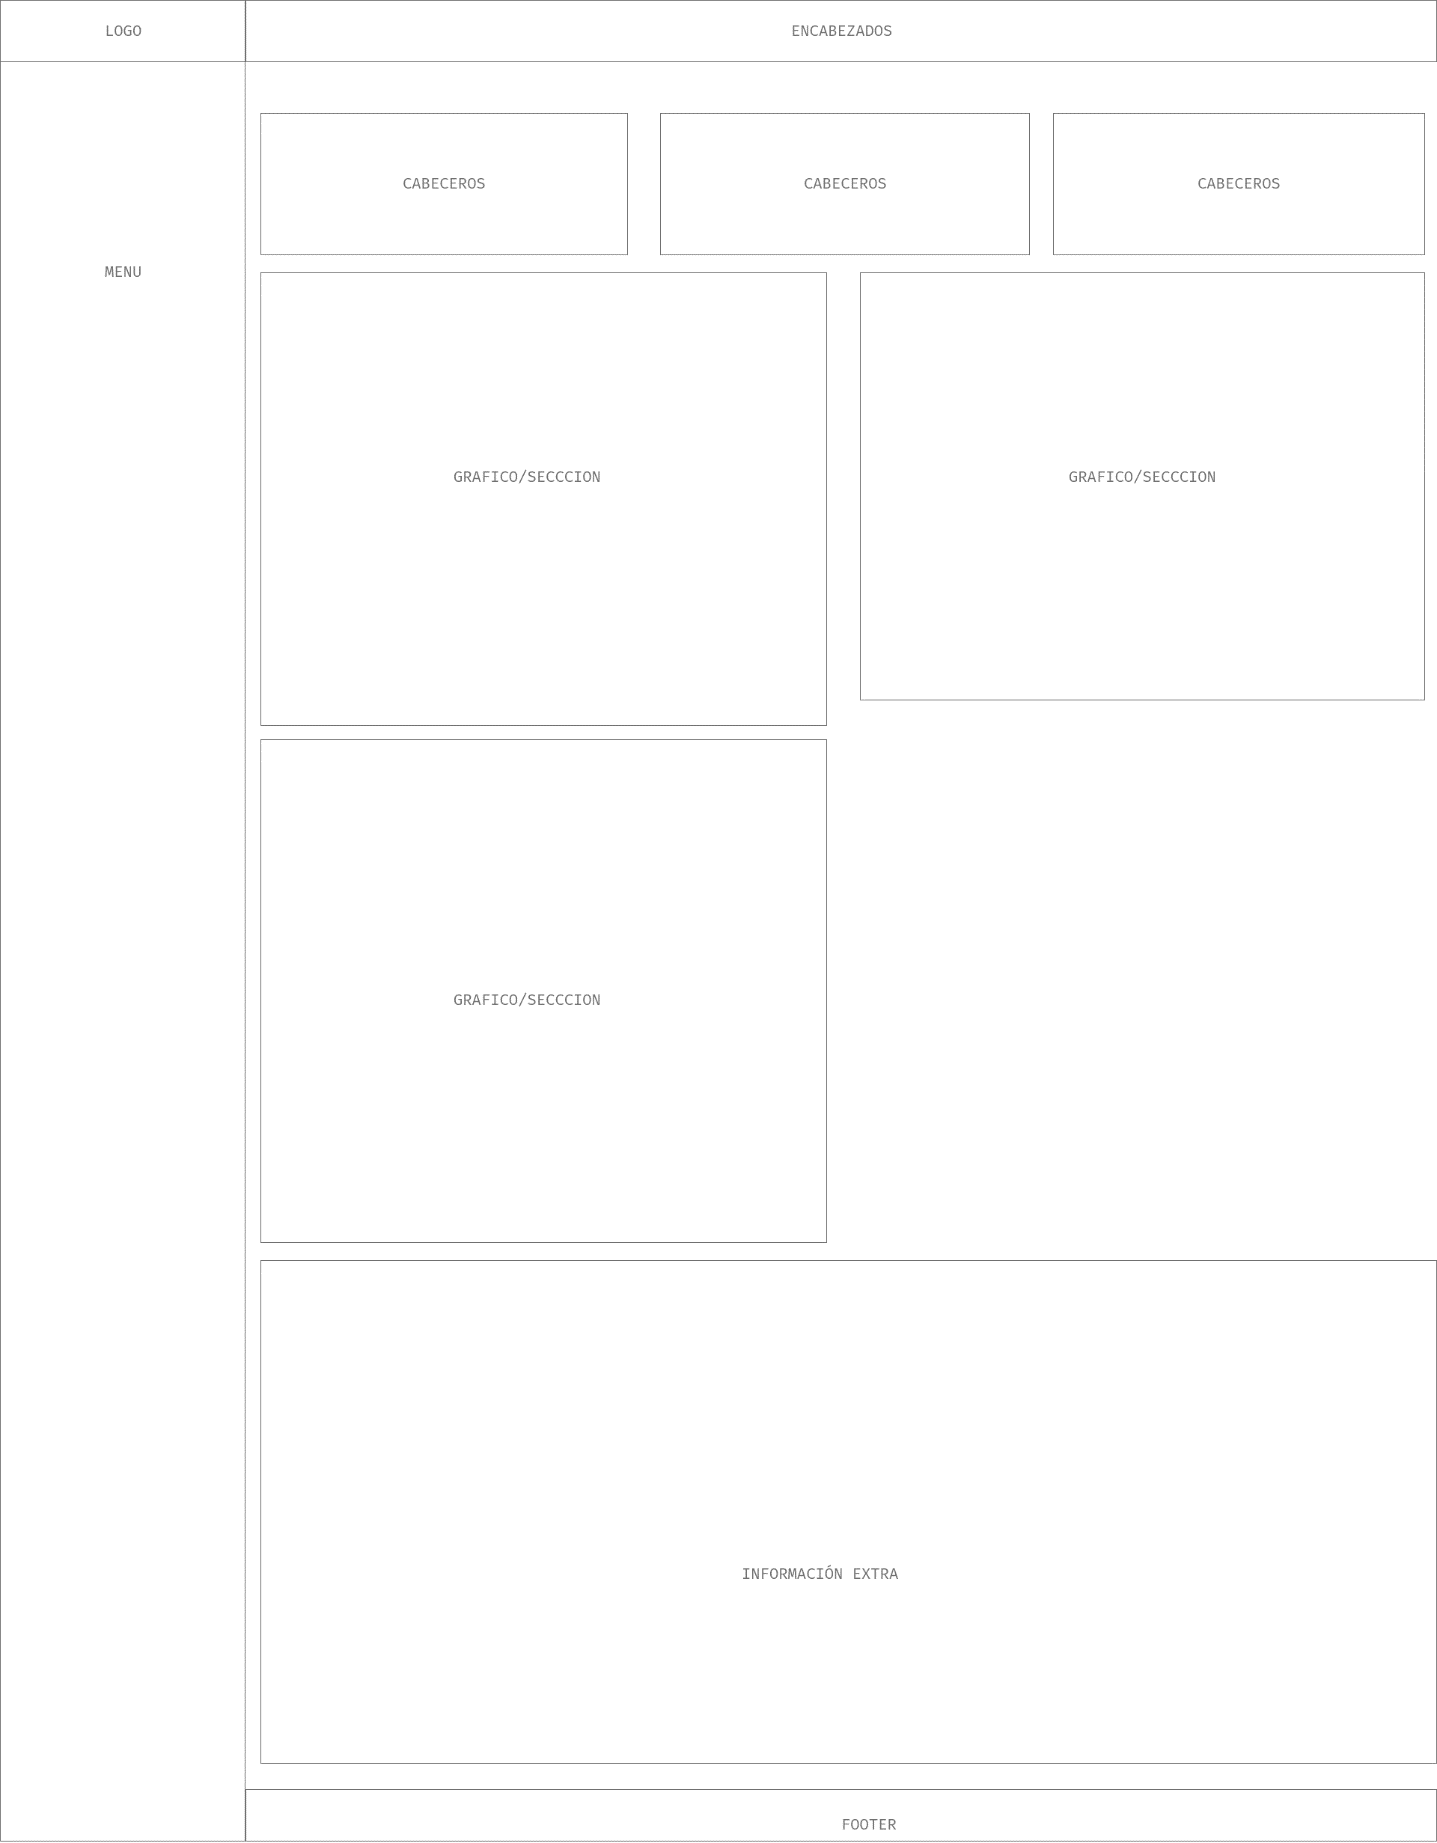 LOGO
ENCABEZADOS
CABECEROS
CABECEROS
CABECEROS
MENU
GRAFICO/SECCCION
GRAFICO/SECCCION
GRAFICO/SECCCION
INFORMACIÓN EXTRA
FOOTER